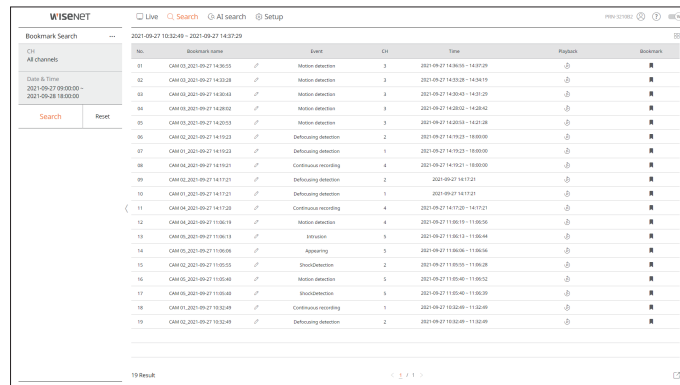 WISENET
Live Search AI search Setup
Bookmark Search ...
CH
All channels
Date & Time
2021-09-27 09:00:00 ~
2021-09-28 18:00:00
Search Reset
2021-09-27 10:32:49 ~ 2021-09-27 14:37:29
No. Bookmark name Event CH Time Playback Bookmark
01 CAM 03_2021-09-27 14:36:55 Motion detection 3 2021-09-27 14:36:55 ~ 14:37:29
02 CAM 03_2021-09-27 14:33:28 Motion detection 3 2021-09-27 14:33:28 ~ 14:34:19
03 CAM 03_2021-09-27 14:30:43 Motion detection 3 2021-09-27 14:30:43 ~ 14:31:29
04 CAM 03_2021-09-27 14:28:02 Motion detection 3 2021-09-27 14:28:02 ~ 14:28:42
05 CAM 03_2021-09-27 14:20:53 Motion detection 3 2021-09-27 14:20:53 ~ 14:21:28
06 CAM 02_2021-09-27 14:19:23 Defocusing detection 2 2021-09-27 14:19:23 ~ 18:00:00
07 CAM 01_2021-09-27 14:19:23 Defocusing detection 1 2021-09-27 14:19:23 ~ 18:00:00
08 CAM 04_2021-09-27 14:19:21 Continuous recording 4 2021-09-27 14:19:21 ~ 18:00:00
09 CAM 02_2021-09-27 14:17:21 Defocusing detection 2 2021-09-27 14:17:21
10 CAM 01_2021-09-27 14:17:21 Defocusing detection 1 2021-09-27 14:17:21
11 CAM 04_2021-09-27 14:17:20 Continuous recording 4 2021-09-27 14:17:20 ~ 14:17:21
12 CAM 04_2021-09-27 11:06:19 Motion detection 4 2021-09-27 11:06:19 ~ 11:06:56
13 CAM 05_2021-09-27 11:06:13 Intrusion 5 2021-09-27 11:06:13 ~ 11:06:44
14 CAM 05_2021-09-27 11:06:06 Appearing 5 2021-09-27 11:06:06 ~ 11:06:56
15 CAM 02_2021-09-27 11:05:55 ShockDetection 2 2021-09-27 11:05:55 ~ 11:06:28
16 CAM 05_2021-09-27 11:05:40 Motion detection 5 2021-09-27 11:05:40 ~ 11:06:52
17 CAM 05_2021-09-27 11:05:40 ShockDetection 5 2021-09-27 11:05:40 ~ 11:06:39
18 CAM 01_2021-09-27 10:32:49 Continuous recording 1 2021-09-27 10:32:49 ~ 11:32:49
19 CAM 02_2021-09-27 10:32:49 Defocusing detection 2 2021-09-27 10:32:49 ~ 11:32:49
19 Result < 1 / 1 >